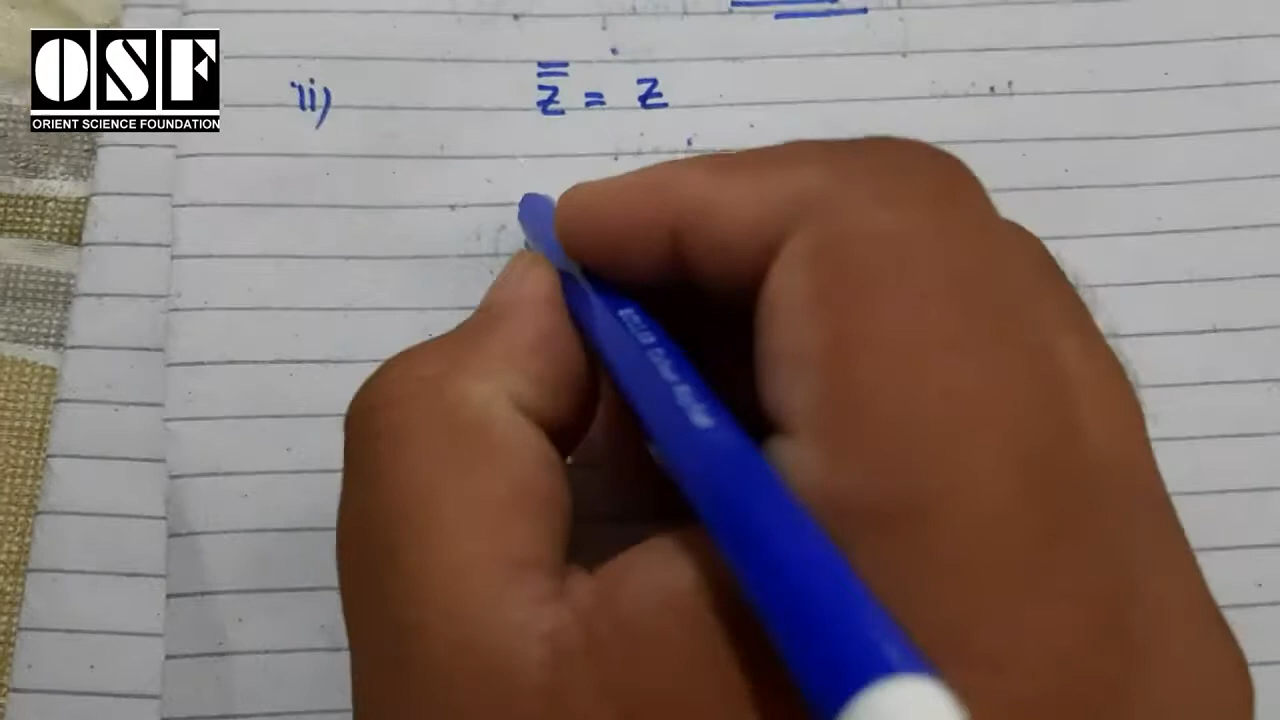 OSF
ORIENT SCIENCE FOUNDATION
ii) z̿ = z